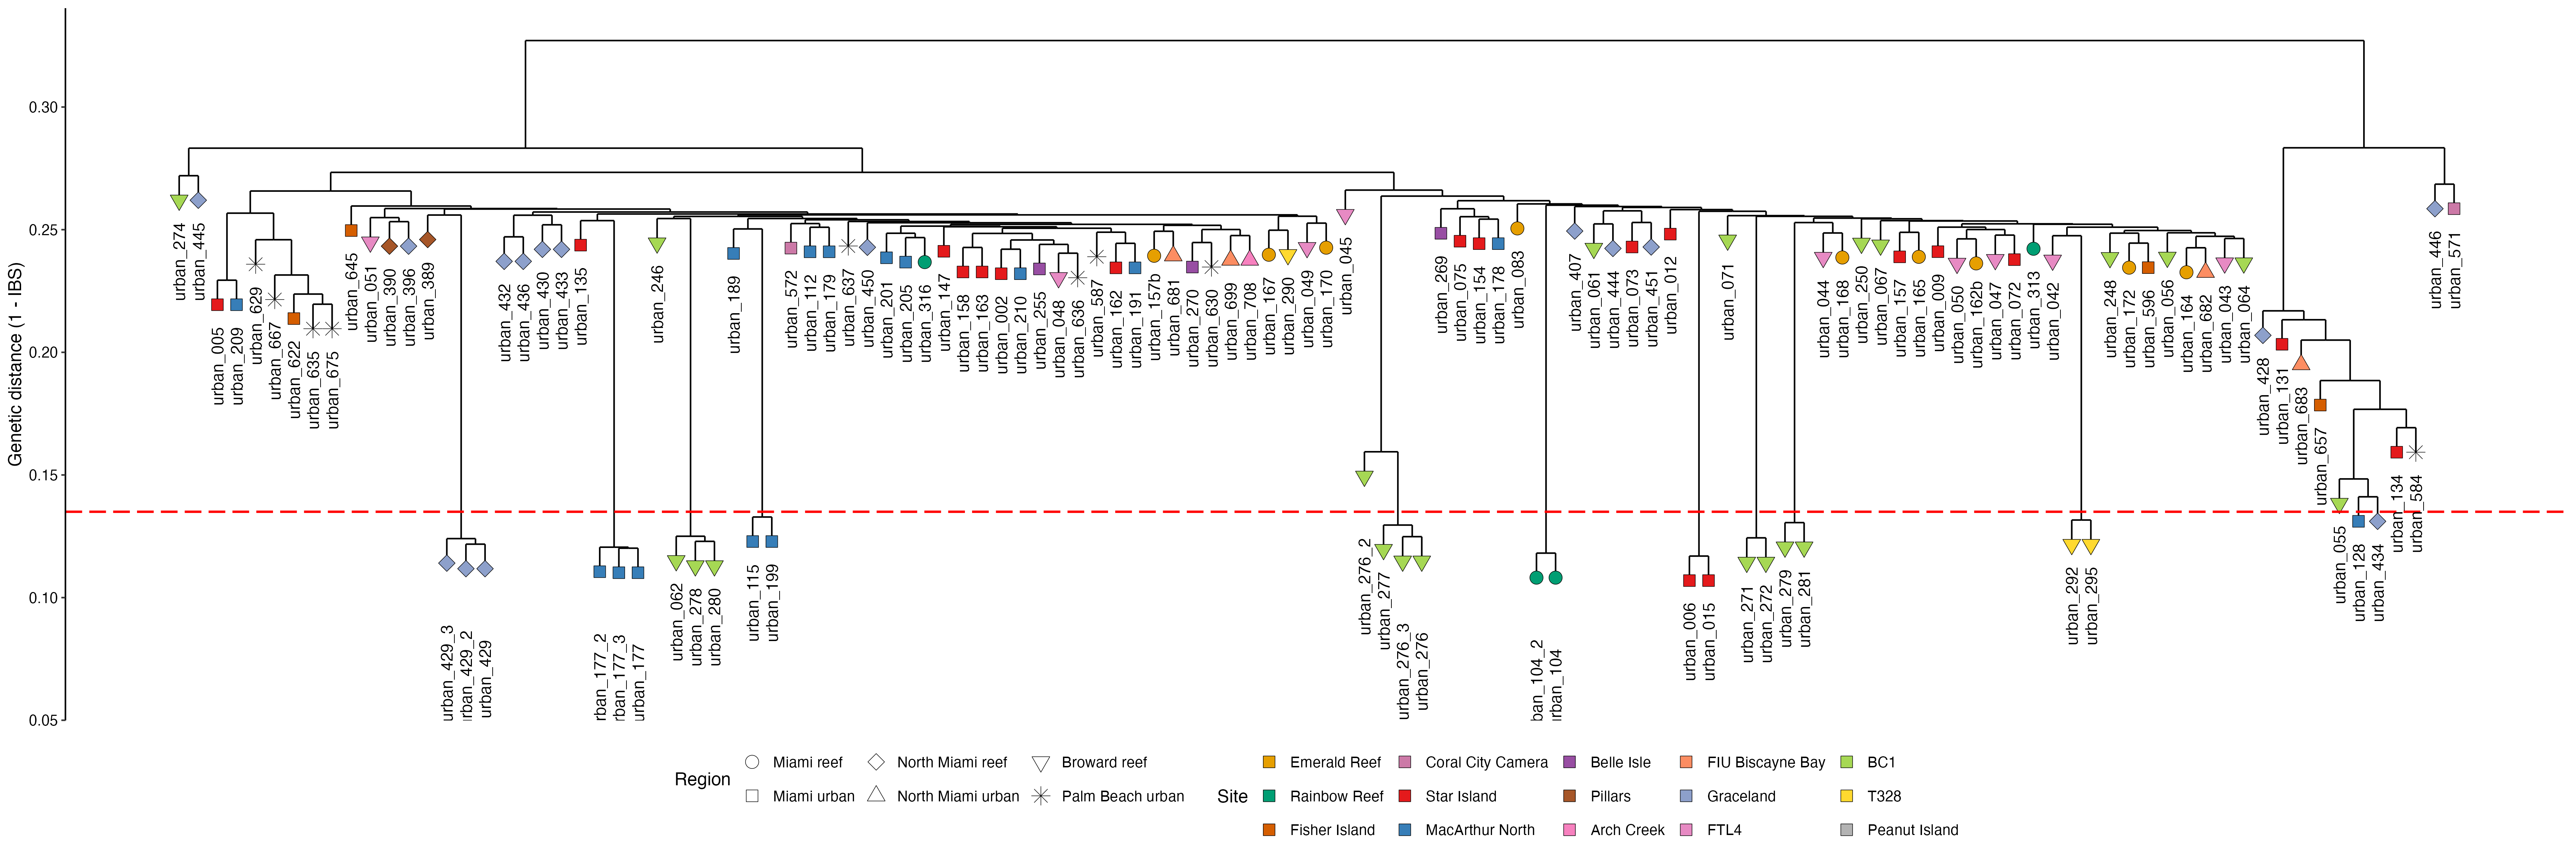 Genetic distance (1 - IBS)
0.30
0.25
0.20
0.15
0.10
0.05
urban_274
urban_445
urban_005
urban_209
urban_629
urban_667
urban_622
urban_635
urban_675
urban_645
urban_051
urban_390
urban_396
urban_389
urban_429_3
rban_429_2
urban_429
urban_432
urban_436
urban_430
urban_433
urban_135
rban_177_2
rban_177_3
urban_177
urban_246
urban_062
urban_278
urban_280
urban_189
urban_115
urban_199
urban_572
urban_112
urban_179
urban_637
urban_450
urban_201
urban_205
urban_316
urban_147
urban_158
urban_163
urban_002
urban_210
urban_255
urban_048
urban_636
urban_587
urban_162
urban_191
urban_157b
urban_681
urban_270
urban_630
urban_699
urban_708
urban_167
urban_290
urban_049
urban_170
urban_045
urban_276_2
urban_277
urban_276_3
urban_276
urban_269
urban_075
urban_154
urban_178
urban_083
ban_104_2
rban_104
urban_407
urban_061
urban_444
urban_073
urban_451
urban_012
urban_006
urban_015
urban_071
urban_271
urban_272
urban_279
urban_281
urban_044
urban_168
urban_250
urban_067
urban_157
urban_165
urban_009
urban_050
urban_162b
urban_047
urban_072
urban_313
urban_042
urban_292
urban_295
urban_248
urban_172
urban_596
urban_056
urban_164
urban_682
urban_043
urban_064
urban_428
urban_131
urban_683
urban_657
urban_055
urban_128
urban_434
urban_134
urban_584
urban_446
urban_571
Region
Miami reef
North Miami reef
Broward reef
Miami urban
North Miami urban
Palm Beach urban
Site
Emerald Reef
Coral City Camera
Belle Isle
FIU Biscayne Bay
BC1
Rainbow Reef
Star Island
Pillars
Graceland
T328
Fisher Island
MacArthur North
Arch Creek
FTL4
Peanut Island